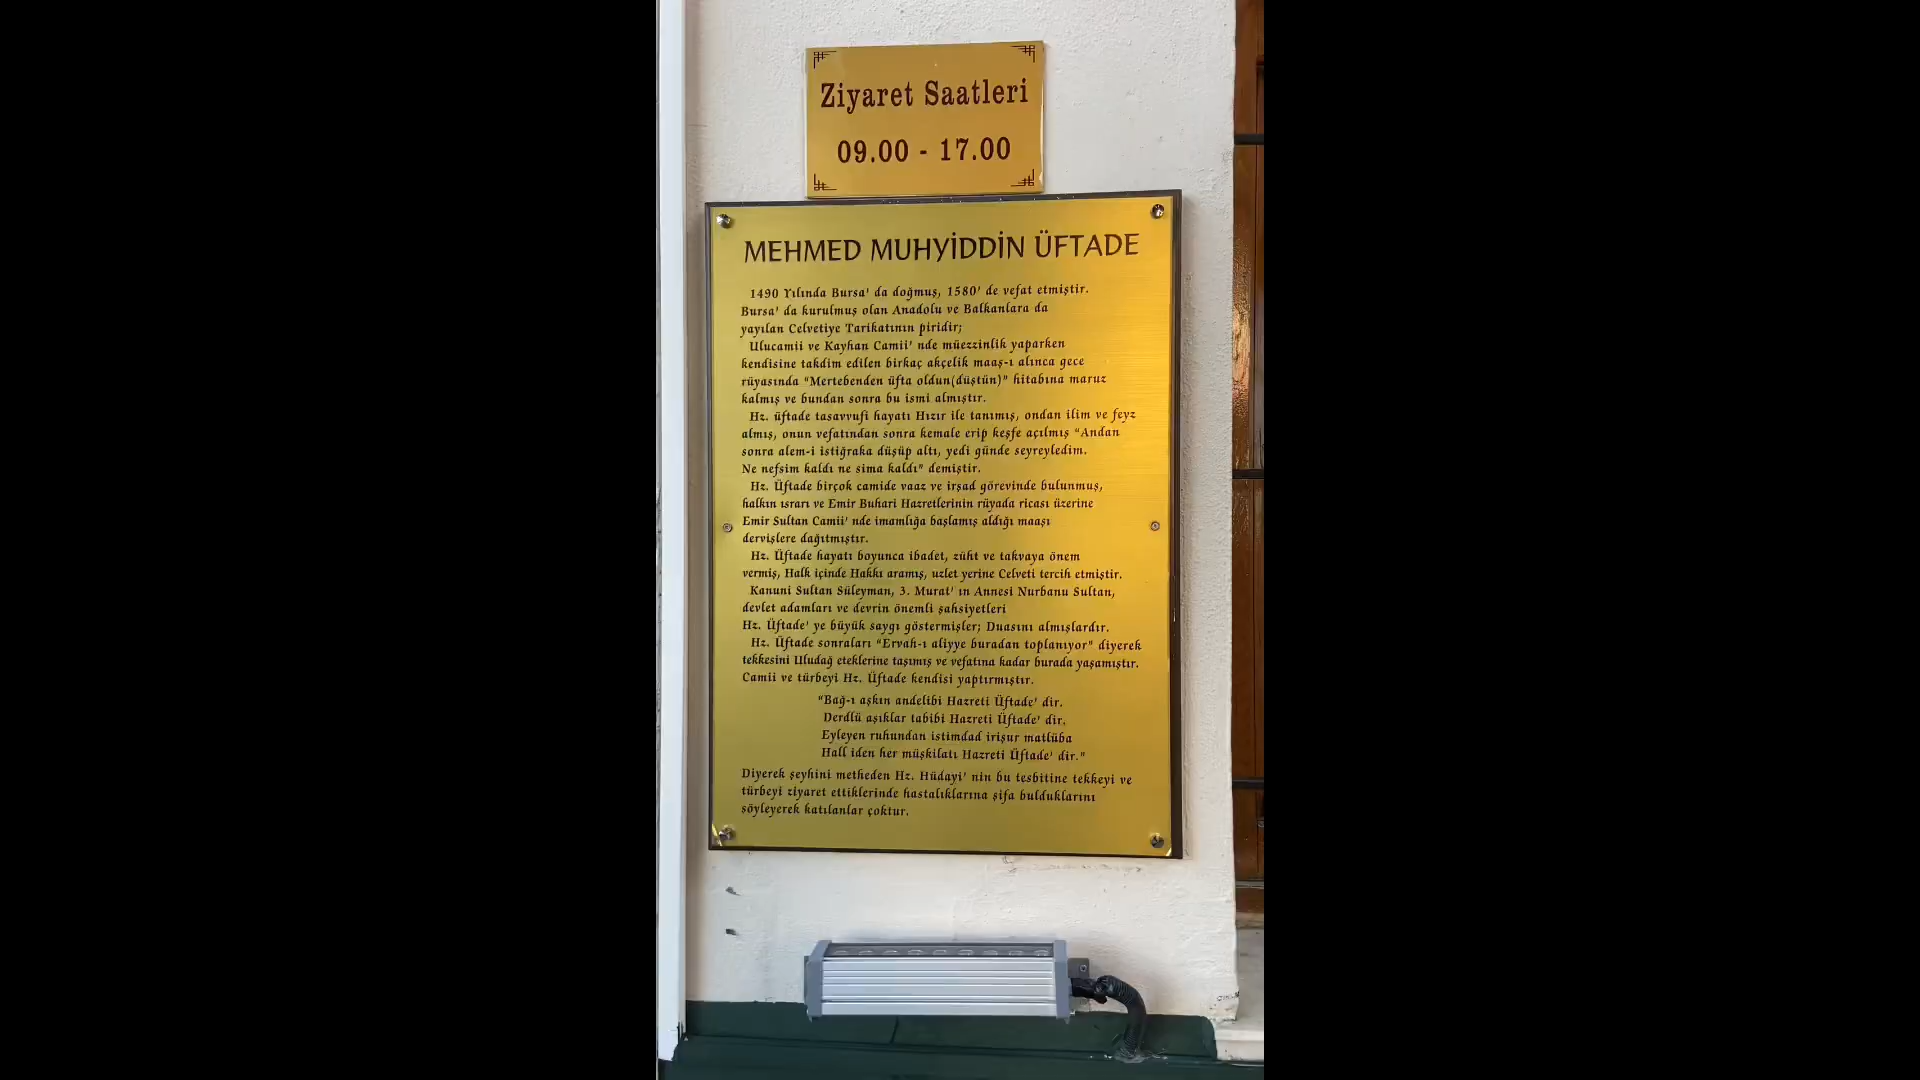 Ziyaret Saatleri
09.00 - 17.00
MEHMED MUHYİDDİN ÜFTADE
1490 Yılında Bursa' da doğmuş, 1580' de vefat etmiştir.
Bursa' da kurulmuş olan Anadolu ve Balkanlara da
yayılan Celvetiye Tarikatının piridir;
Ulucamii ve Kayhan Camii' nde müezzinlik yaparken
kendisine takdim edilen birkaç akçelik maaş-ı alınca gece
rüyasında "Mertebenden üfta oldun(düştün)" hitabına maruz
kalmış ve bundan sonra bu ismi almıştır.
Hz. üftade tasavvufi hayatı Hızır ile tanımış, ondan ilim ve feyz
almış, onun vefatından sonra kemale erip keşfe açılmış "Andan
sonra alem-i istiğraka düşüp altı, yedi günde seyreyledim.
Ne nefsim kaldı ne sima kaldı" demiştir.
Hz. Üftade birçok camide vaaz ve irşad görevinde bulunmuş,
halkın ısrarı ve Emir Buhari Hazretlerinin rüyada ricası üzerine
Emir Sultan Camii' nde imamlığa başlamış aldığı maaşı
dervişlere dağıtmıştır.
Hz. Üftade hayatı boyunca ibadet, züht ve takvaya önem
vermiş, Halk içinde Hakkı aramış, uzlet yerine Celveti tercih etmiştir.
Kanuni Sultan Süleyman, 3. Murat' ın Annesi Nurbanu Sultan,
devlet adamları ve devrin önemli şahsiyetleri
Hz. Üftade' ye büyük saygı göstermişler; Duasını almışlardır.
Hz. Üftade sonraları "Ervah-ı aliyye buradan toplanıyor" diyerek
tekkesini Uludağ eteklerine taşımış ve vefatına kadar burada yaşamıştır.
Camii ve türbeyi Hz. Üftade kendisi yaptırmıştır.
"Bağ-ı aşkın andelibi Hazreti Üftade' dir.
Derdlü aşıklar tabibi Hazreti Üftade' dir.
Eyleyen ruhundan istimdad irişur matlüba
Hall iden her müşkilatı Hazreti Üftade' dir."
Diyerek şeyhini metheden Hz. Hüdayi' nin bu tesbitine tekkeyi ve
türbeyi ziyaret ettiklerinde hastalıklarına şifa bulduklarını
söyleyerek katılanlar çoktur.